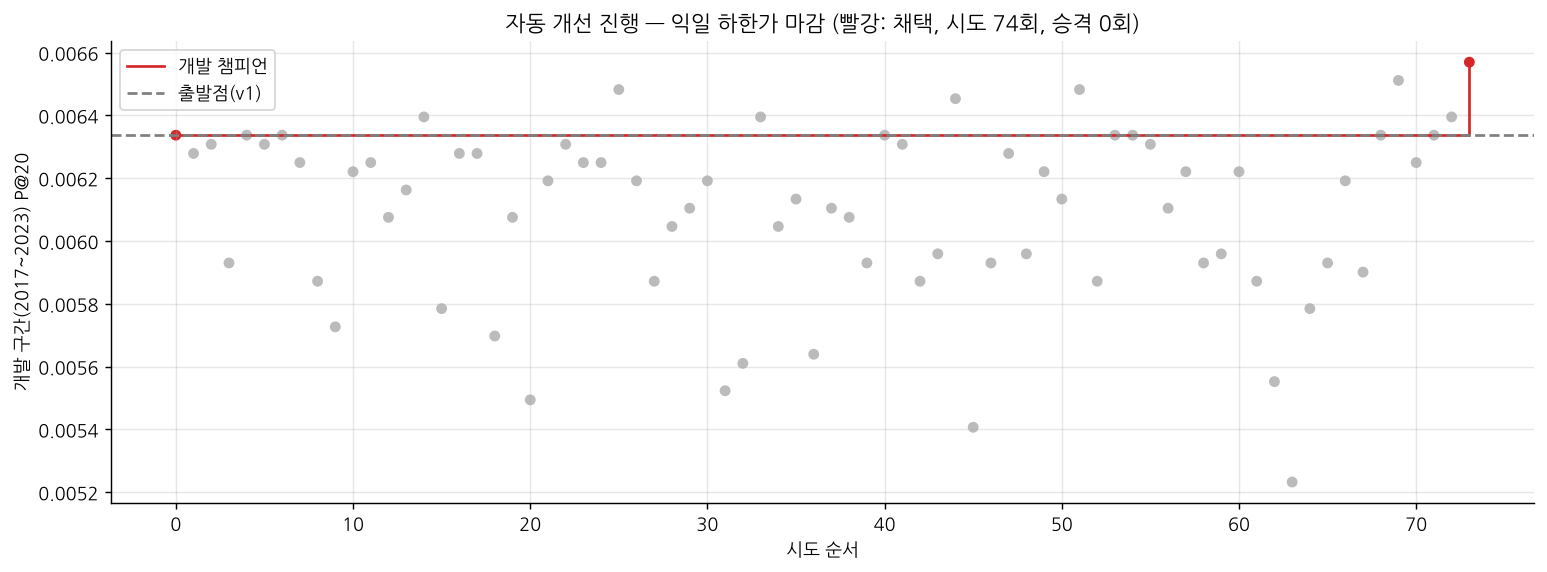 자동 개선 진행 — 익일 하한가 마감 (빨강: 채택, 시도 74회, 승격 0회)
개발 챔피언
출발점(v1)
개발 구간(2017~2023) P@20
0.0066
0.0064
0.0062
0.0060
0.0058
0.0056
0.0054
0.0052
0 10 20 30 40 50 60 70
시도 순서